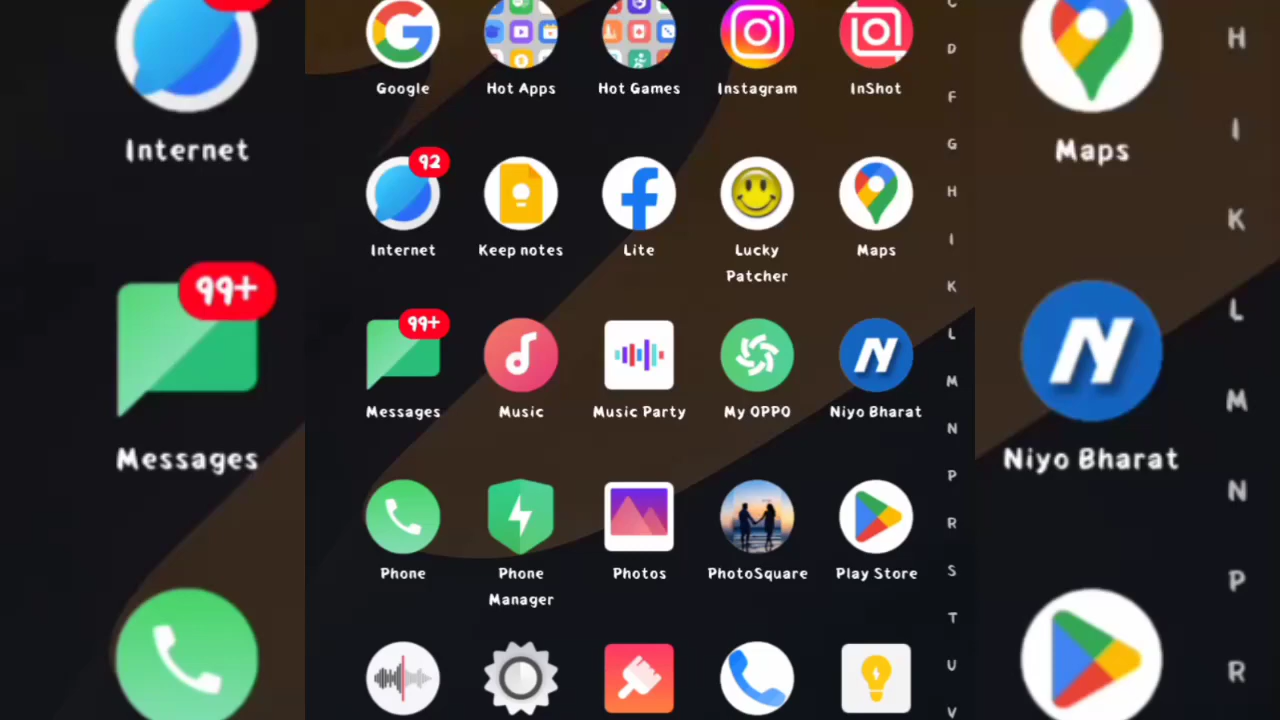 Google
Hot Apps
Hot Games
Instagram
InShot
92
Internet
Keep notes
Lite
Lucky
Patcher
Maps
99+
Messages
Music
Music Party
My OPPO
Niyo Bharat
Phone
Phone
Manager
Photos
PhotoSquare
Play Store
C
D
F
G
H
I
K
L
M
N
P
R
S
T
U
V
Internet
99+
Messages
Maps
Niyo Bharat
H
I
K
L
M
N
P
R